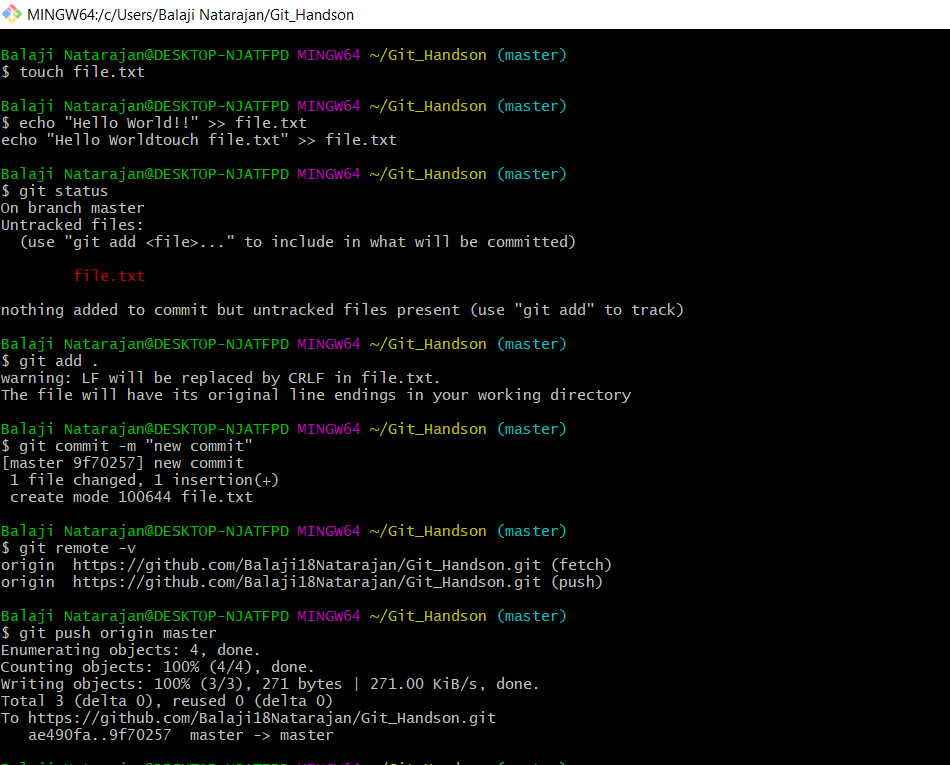 MINGW64:/c/Users/Balaji Natarajan/Git_Handson
Balaji Natarajan@DESKTOP-NJATFPD MINGW64 ~/Git_Handson (master)
$ touch file.txt
Balaji Natarajan@DESKTOP-NJATFPD MINGW64 ~/Git_Handson (master)
$ echo "Hello World!!" >> file.txt
echo "Hello Worldtouch file.txt" >> file.txt
Balaji Natarajan@DESKTOP-NJATFPD MINGW64 ~/Git_Handson (master)
$ git status
On branch master
Untracked files:
  (use "git add <file>..." to include in what will be committed)
        file.txt
nothing added to commit but untracked files present (use "git add" to track)
Balaji Natarajan@DESKTOP-NJATFPD MINGW64 ~/Git_Handson (master)
$ git add .
warning: LF will be replaced by CRLF in file.txt.
The file will have its original line endings in your working directory
Balaji Natarajan@DESKTOP-NJATFPD MINGW64 ~/Git_Handson (master)
$ git commit -m "new commit"
[master 9f70257] new commit
 1 file changed, 1 insertion(+)
 create mode 100644 file.txt
Balaji Natarajan@DESKTOP-NJATFPD MINGW64 ~/Git_Handson (master)
$ git remote -v
origin  https://github.com/Balaji18Natarajan/Git_Handson.git (fetch)
origin  https://github.com/Balaji18Natarajan/Git_Handson.git (push)
Balaji Natarajan@DESKTOP-NJATFPD MINGW64 ~/Git_Handson (master)
$ git push origin master
Enumerating objects: 4, done.
Counting objects: 100% (4/4), done.
Writing objects: 100% (3/3), 271 bytes | 271.00 KiB/s, done.
Total 3 (delta 0), reused 0 (delta 0)
To https://github.com/Balaji18Natarajan/Git_Handson.git
   ae490fa..9f70257  master -> master